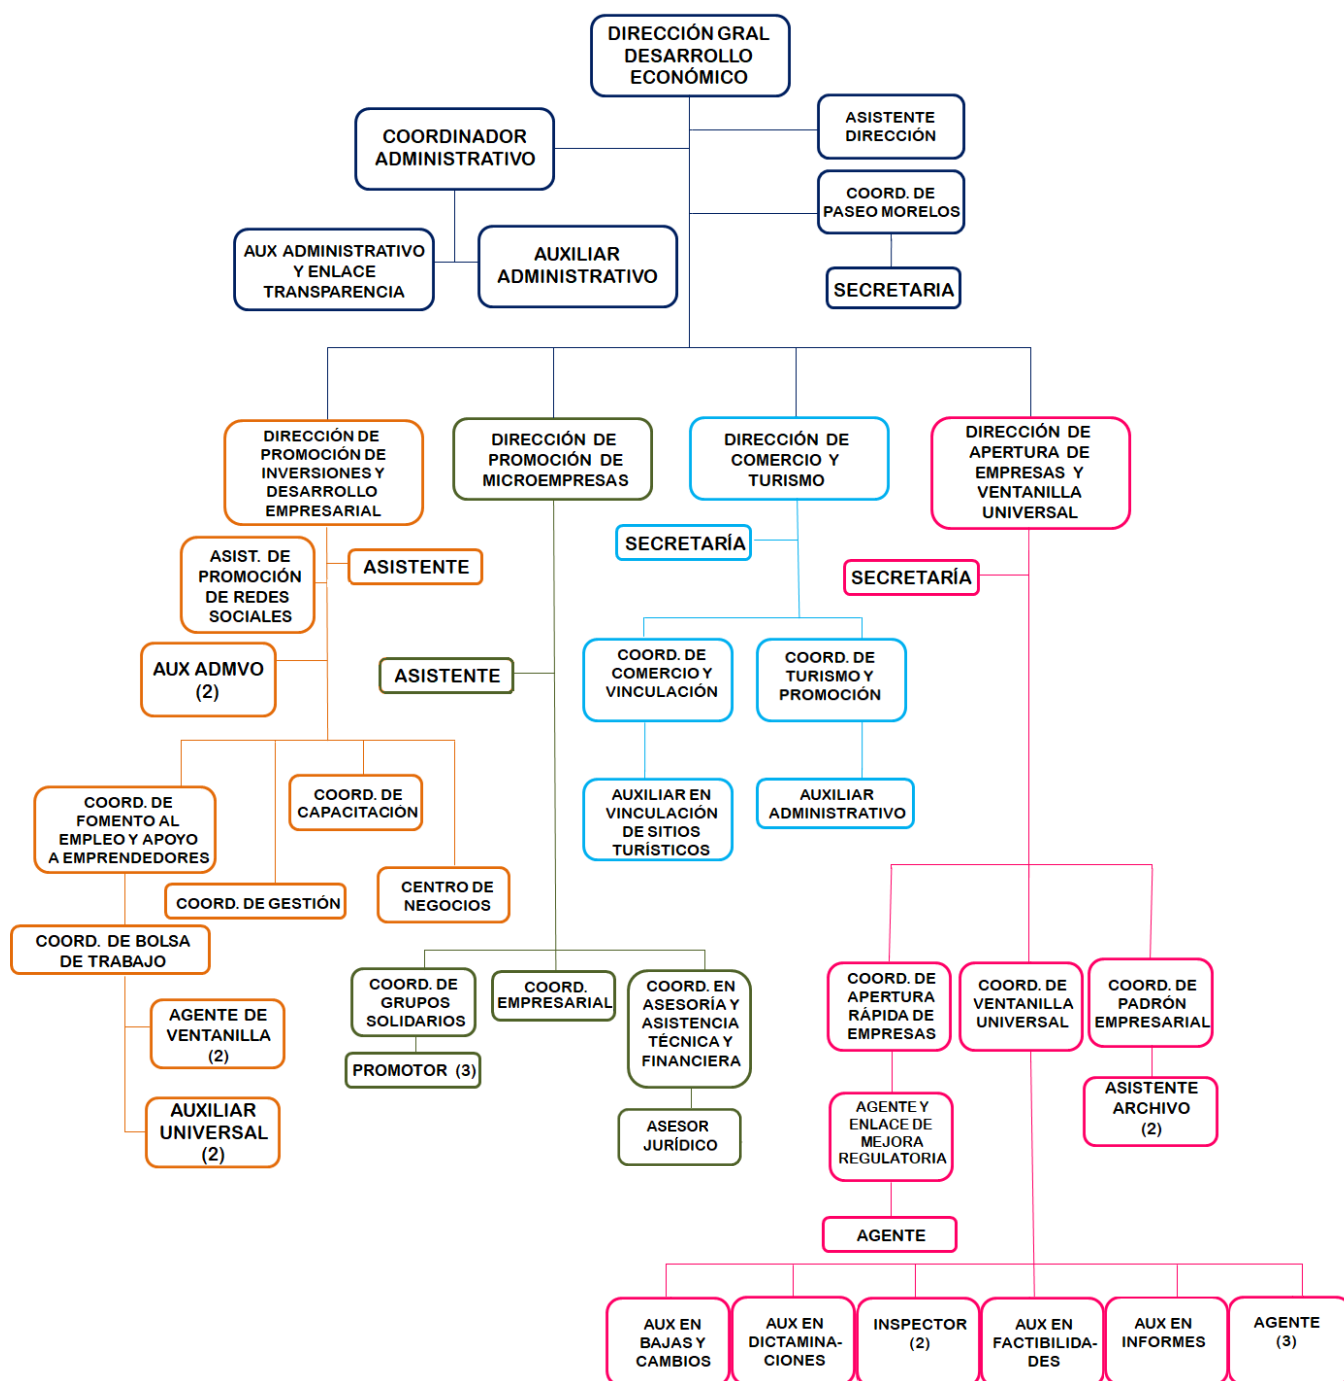 DIRECCIÓN GRAL
DESARROLLO
ECONÓMICO
COORDINADOR
ADMINISTRATIVO
ASISTENTE
DIRECCIÓN
COORD. DE
PASEO MORELOS
AUX ADMINISTRATIVO
Y ENLACE
TRANSPARENCIA
AUXILIAR
ADMINISTRATIVO
SECRETARIA
DIRECCIÓN DE
PROMOCIÓN DE
INVERSIONES Y
DESARROLLO
EMPRESARIAL
DIRECCIÓN DE
PROMOCIÓN DE
MICROEMPRESAS
DIRECCIÓN DE
COMERCIO Y
TURISMO
DIRECCIÓN DE
APERTURA DE
EMPRESAS Y
VENTANILLA
UNIVERSAL
ASIST. DE
PROMOCIÓN
DE REDES
SOCIALES
ASISTENTE
AUX ADMVO
(2)
ASISTENTE
SECRETARÍA
SECRETARÍA
COORD. DE
COMERCIO Y
VINCULACIÓN
COORD. DE
TURISMO Y
PROMOCIÓN
AUXILIAR EN
VINCULACIÓN
DE SITIOS
TURÍSTICOS
AUXILIAR
ADMINISTRATIVO
COORD. DE
FOMENTO AL
EMPLEO Y APOYO
A EMPRENDEDORES
COORD. DE
CAPACITACIÓN
COORD. DE GESTIÓN
CENTRO DE
NEGOCIOS
COORD. DE BOLSA
DE TRABAJO
AGENTE DE
VENTANILLA
(2)
AUXILIAR
UNIVERSAL
(2)
COORD. DE
GRUPOS
SOLIDARIOS
COORD.
EMPRESARIAL
COORD. EN
ASESORÍA Y
ASISTENCIA
TÉCNICA Y
FINANCIERA
PROMOTOR (3)
ASESOR
JURÍDICO
COORD. DE
APERTURA
RÁPIDA DE
EMPRESAS
COORD. DE
VENTANILLA
UNIVERSAL
COORD. DE
PADRÓN
EMPRESARIAL
AGENTE Y
ENLACE DE
MEJORA
REGULATORIA
ASISTENTE
ARCHIVO
(2)
AGENTE
AUX EN
BAJAS Y
CAMBIOS
AUX EN
DICTAMINA-
CIONES
INSPECTOR
(2)
AUX EN
FACTIBILIDA-
DES
AUX EN
INFORMES
AGENTE
(3)